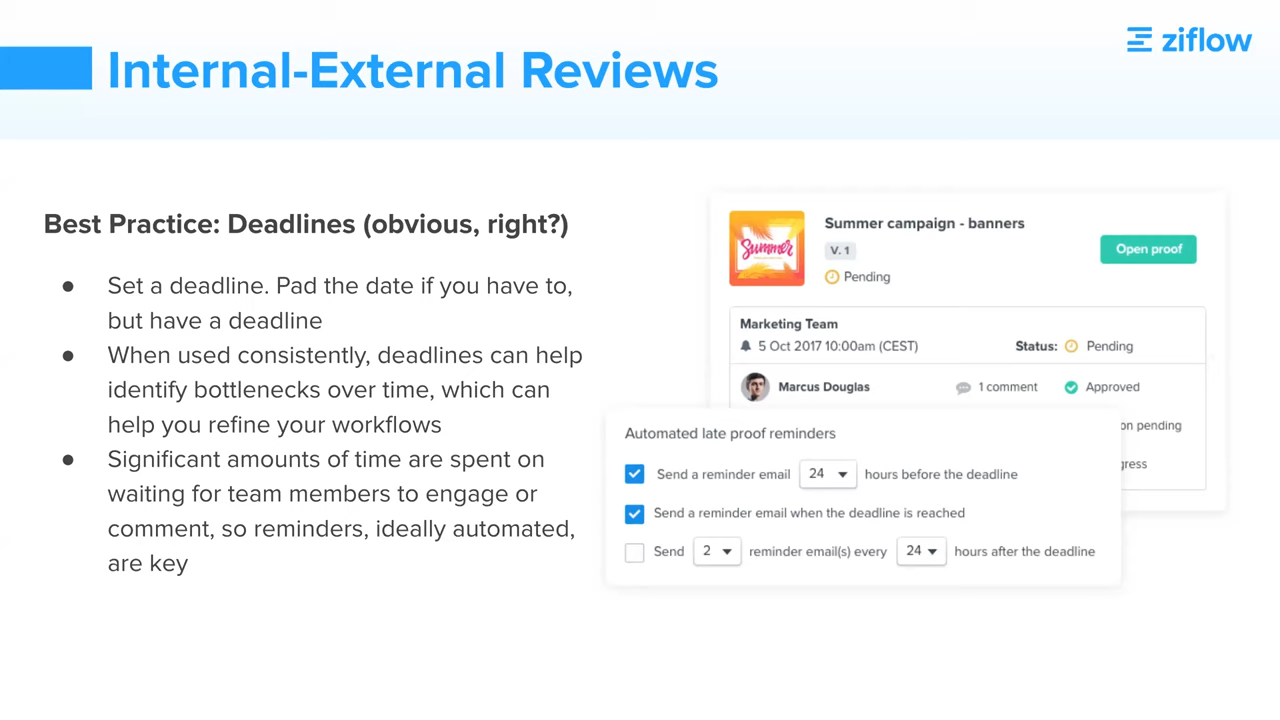 ziflow
Internal-External Reviews
Best Practice: Deadlines (obvious, right?)
● Set a deadline. Pad the date if you have to,
but have a deadline
● When used consistently, deadlines can help
identify bottlenecks over time, which can
help you refine your workflows
● Significant amounts of time are spent on
waiting for team members to engage or
comment, so reminders, ideally automated,
are key
Summer
Summer campaign - banners
V. 1
Pending
Open proof
Marketing Team
5 Oct 2017 10:00am (CEST)
Status: Pending
Marcus Douglas 1 comment Approved
on pending
gress
Automated late proof reminders
Send a reminder email 24 hours before the deadline
Send a reminder email when the deadline is reached
Send 2 reminder email(s) every 24 hours after the deadline